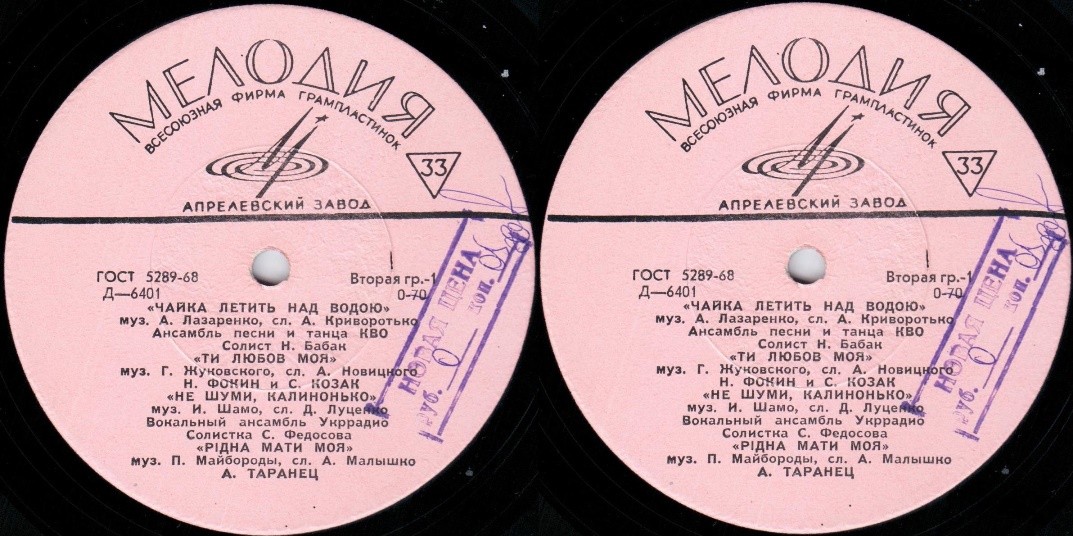 МЕЛОДИЯ
ВСЕСОЮЗНАЯ ФИРМА ГРАМПЛАСТИНОК
33
АПРЕЛЕВСКИЙ ЗАВОД
ГОСТ 5289-68
Вторая гр.-1
Д—6401
0-70
«ЧАЙКА ЛЕТИТЬ НАД ВОДОЮ»
муз. А. Лазаренко, сл. А. Криворотько
Ансамбль песни и танца КВО
Солист Н. Бабак
«ТИ ЛЮБОВ МОЯ»
муз. Г. Жуковского, сл. А. Новицкого
Н. ФОКИН и С. КОЗАК
«НЕ ШУМИ, КАЛИНОНЬКО»
муз. И. Шамо, сл. Д. Луценко
Вокальный ансамбль Укррадио
Солистка С. Федосова
«РІДНА МАТИ МОЯ»
муз. П. Майбороды, сл. А. Малышко
А. ТАРАНЕЦ
НОВАЯ ЦЕНА
руб. 0 коп.
МЕЛОДИЯ
ВСЕСОЮЗНАЯ ФИРМА ГРАМПЛАСТИНОК
33
АПРЕЛЕВСКИЙ ЗАВОД
ГОСТ 5289-68
Вторая гр.-1
Д—6401
0-70
«ЧАЙКА ЛЕТИТЬ НАД ВОДОЮ»
муз. А. Лазаренко, сл. А. Криворотько
Ансамбль песни и танца КВО
Солист Н. Бабак
«ТИ ЛЮБОВ МОЯ»
муз. Г. Жуковского, сл. А. Новицкого
Н. ФОКИН и С. КОЗАК
«НЕ ШУМИ, КАЛИНОНЬКО»
муз. И. Шамо, сл. Д. Луценко
Вокальный ансамбль Укррадио
Солистка С. Федосова
«РІДНА МАТИ МОЯ»
муз. П. Майбороды, сл. А. Малышко
А. ТАРАНЕЦ
НОВАЯ ЦЕНА
руб. 0 коп.